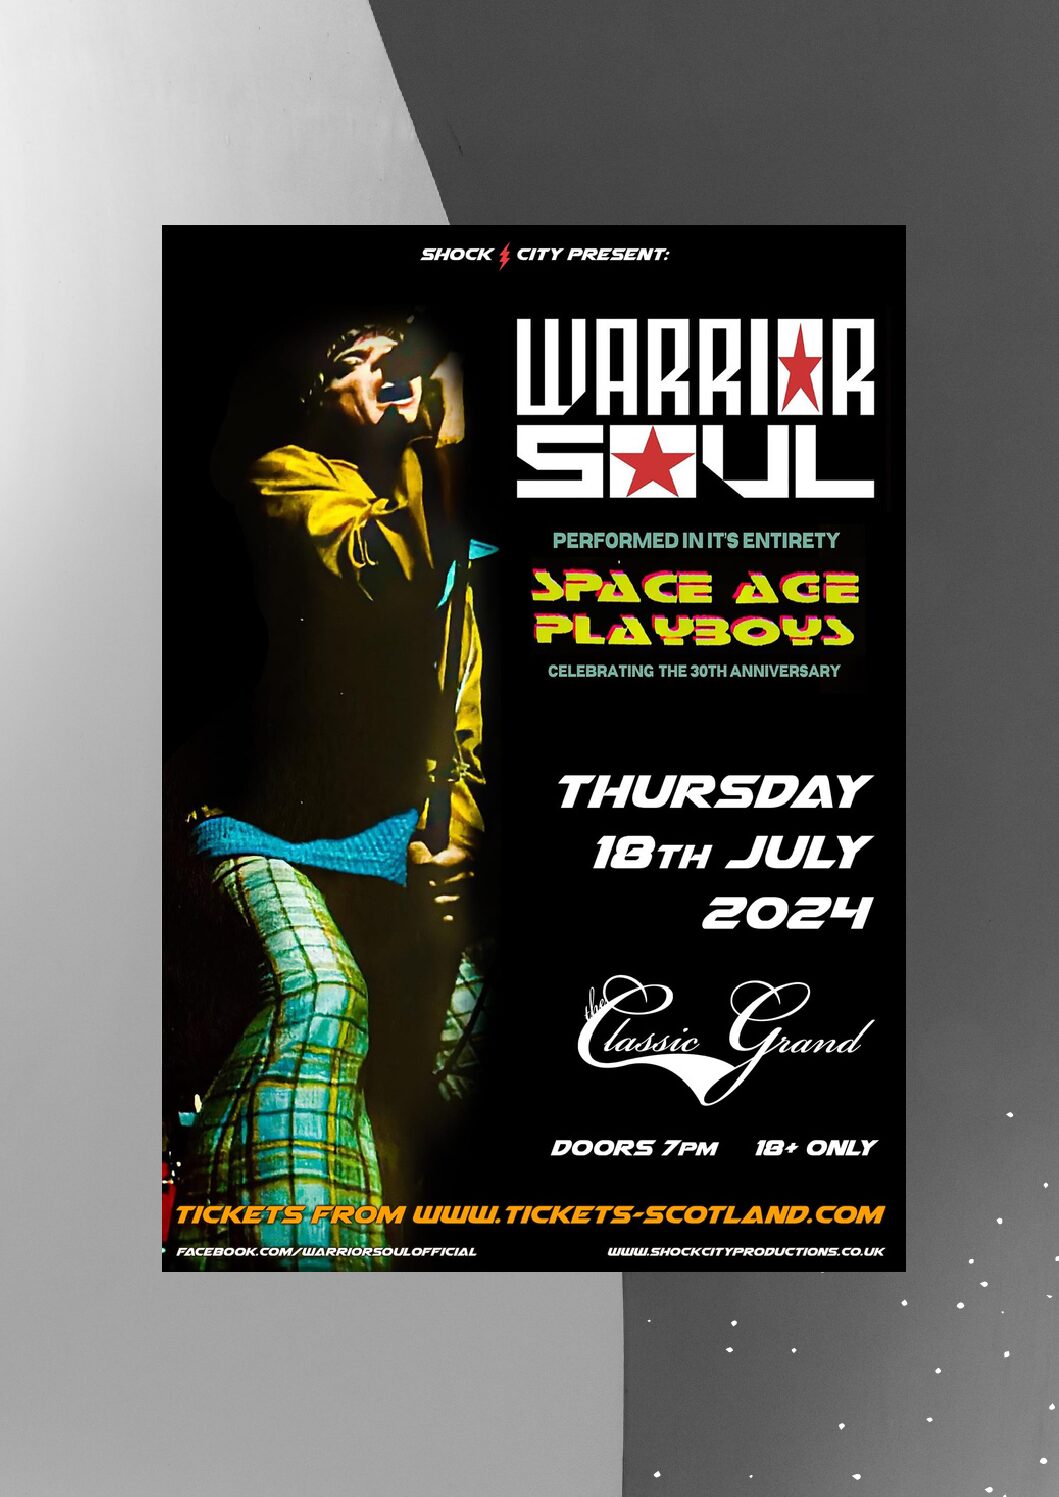 SHOCK CITY PRESENT:
WARRIOR
SOUL
PERFORMED IN IT'S ENTIRETY
SPACE AGE
PLAYBOYS
CELEBRATING THE 30TH ANNIVERSARY
THURSDAY
18TH JULY
2024
the Classic Grand
DOORS 7PM 18+ ONLY
TICKETS FROM WWW.TICKETS-SCOTLAND.COM
FACEBOOK.COM/WARRIORSOULOFFICIAL WWW.SHOCKCITYPRODUCTIONS.CO.UK